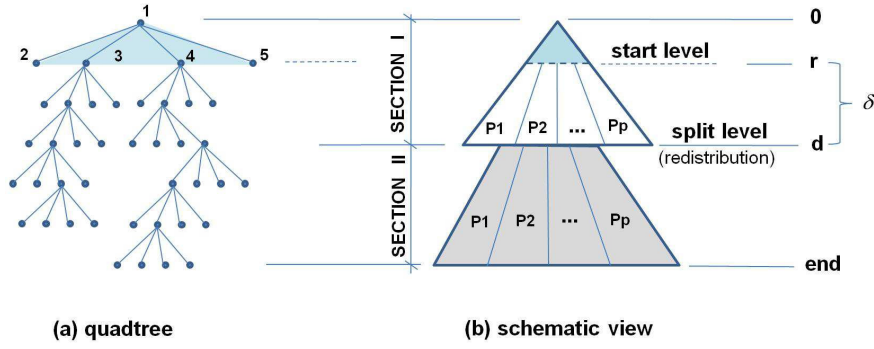 1
2 3 4 5
SECTION I
SECTION II
0
start level
r
δ
P1 P2 ... Pp
split level
d
(redistribution)
P1 P2 ... Pp
end
(a) quadtree
(b) schematic view